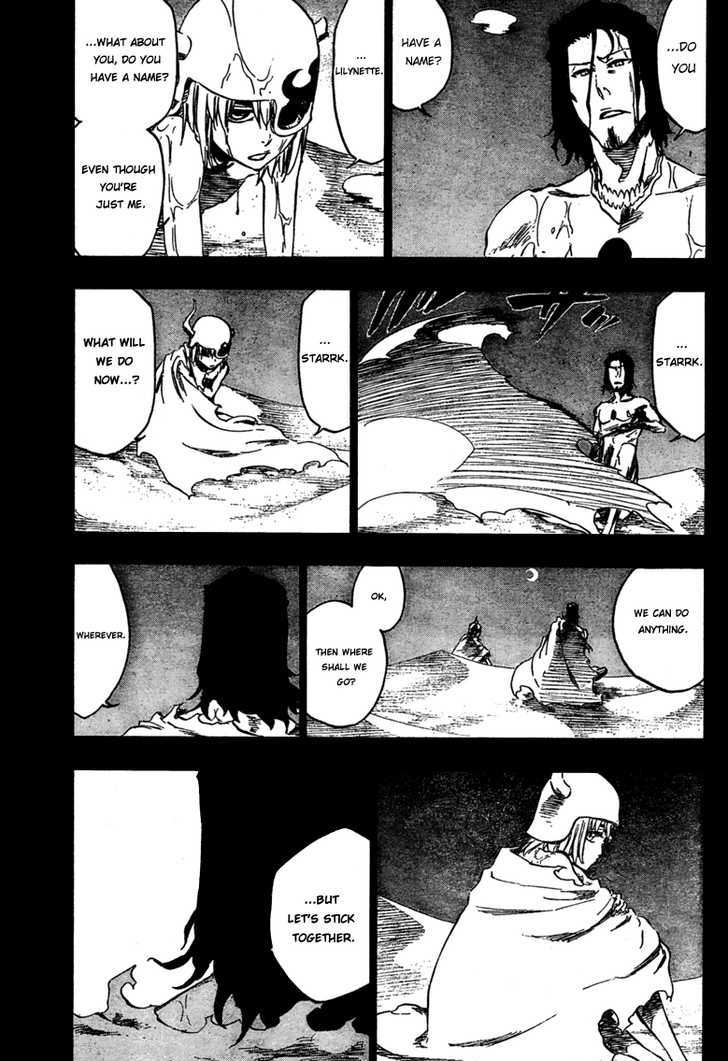 ...DO
YOU
HAVE A
NAME?
...
LILYNETTE.
...WHAT ABOUT
YOU, DO YOU
HAVE A NAME?
EVEN THOUGH
YOU'RE
JUST ME.
...
STARRK.
...
STARRK.
WHAT WILL
WE DO
NOW...?
WE CAN DO
ANYTHING.
OK,
THEN WHERE
SHALL WE
GO?
WHEREVER.
...BUT
LET'S STICK
TOGETHER.